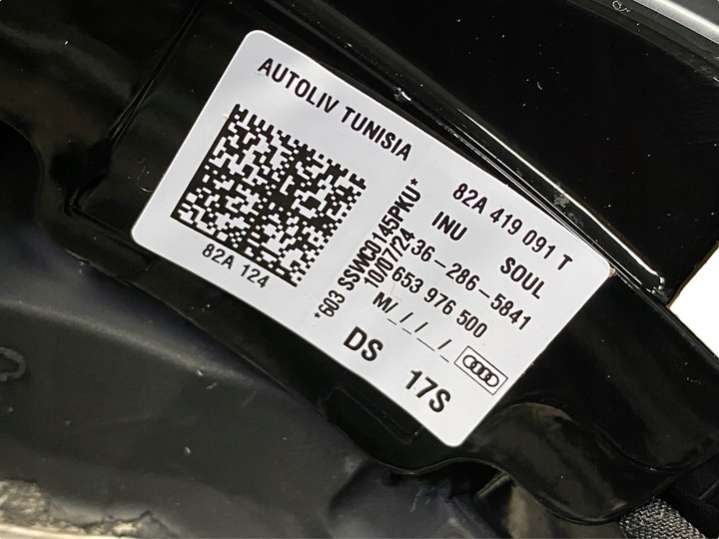 AUTOLIV TUNISIA
82A 124
*603 SSWC0145PKU*
10/07/24
82A 419 091 T
INU SOUL
36-286-5841
653 976 500
M/_/_/_/_
DS 17S